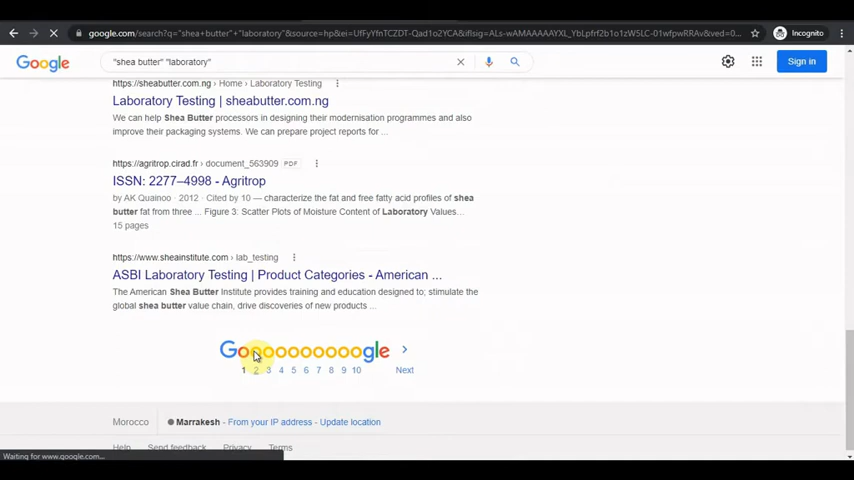 google.com/search?q="shea+butter"+"laboratory"&source=hp&ei=
Incognito
Google
"shea butter" "laboratory"
Sign in
https://sheabutter.com.ng › Home › Laboratory Testing
Laboratory Testing | sheabutter.com.ng
We can help Shea Butter processors in designing their modernisation programmes and also
improve their packaging systems. We can prepare project reports for ...
https://agritrop.cirad.fr › document_563909 PDF
ISSN: 2277–4998 - Agritrop
by AK Quainoo · 2012 · Cited by 10 — characterize the fat and free fatty acid profiles of shea
butter fat from three ... Figure 3: Scatter Plots of Moisture Content of Laboratory Values...
15 pages
https://www.sheainstitute.com › lab_testing
ASBI Laboratory Testing | Product Categories - American ...
The American Shea Butter Institute provides training and education designed to; stimulate the
global shea butter value chain, drive discoveries of new products ...
Goooooooooogle
1 2 3 4 5 6 7 8 9 10 Next
Morocco Marrakesh - From your IP address - Update location
Help Send feedback Privacy Terms
Waiting for www.google.com...